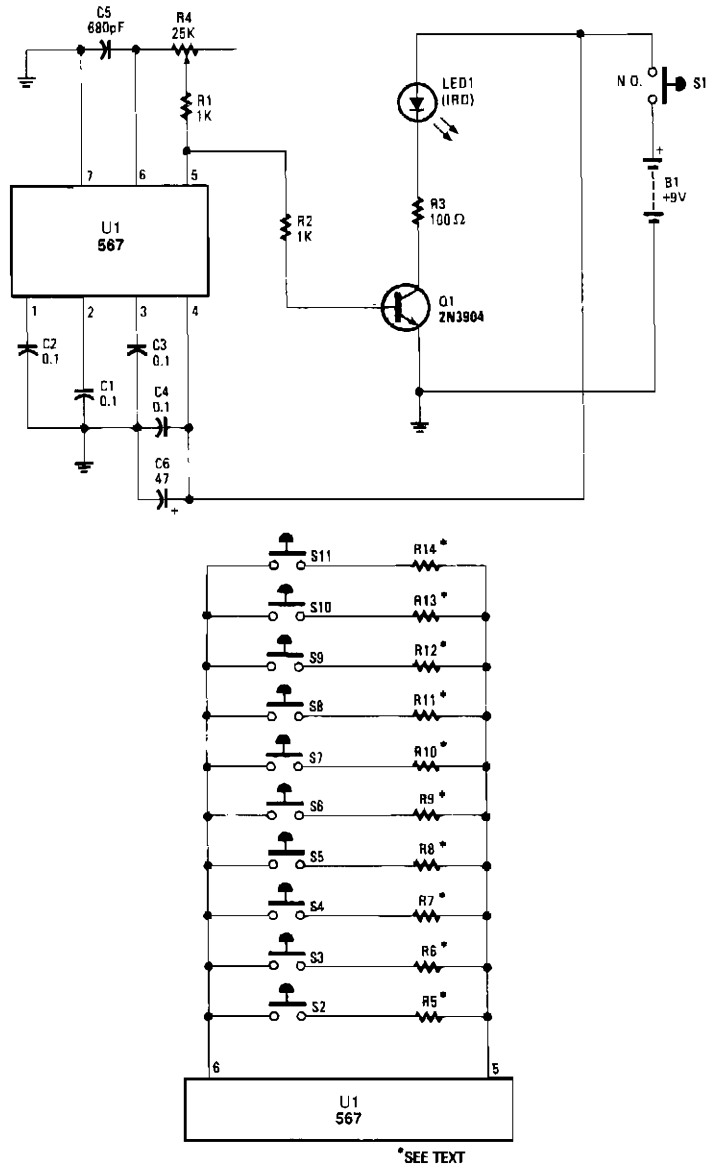 C5
680pF
R4
25K
R1
1K
7
6
5
U1
567
1
2
3
4
C2
0.1
C1
0.1
C3
0.1
C4
0.1
C6
47
+
R2
1K
LED1
(IRD)
R3
100Ω
Q1
2N3904
N.O.
S1
+
B1
+9V
S11
R14*
S10
R13*
S9
R12*
S8
R11*
S7
R10*
S6
R9*
S5
R8*
S4
R7*
S3
R6*
S2
R5*
6
5
U1
567
*SEE TEXT